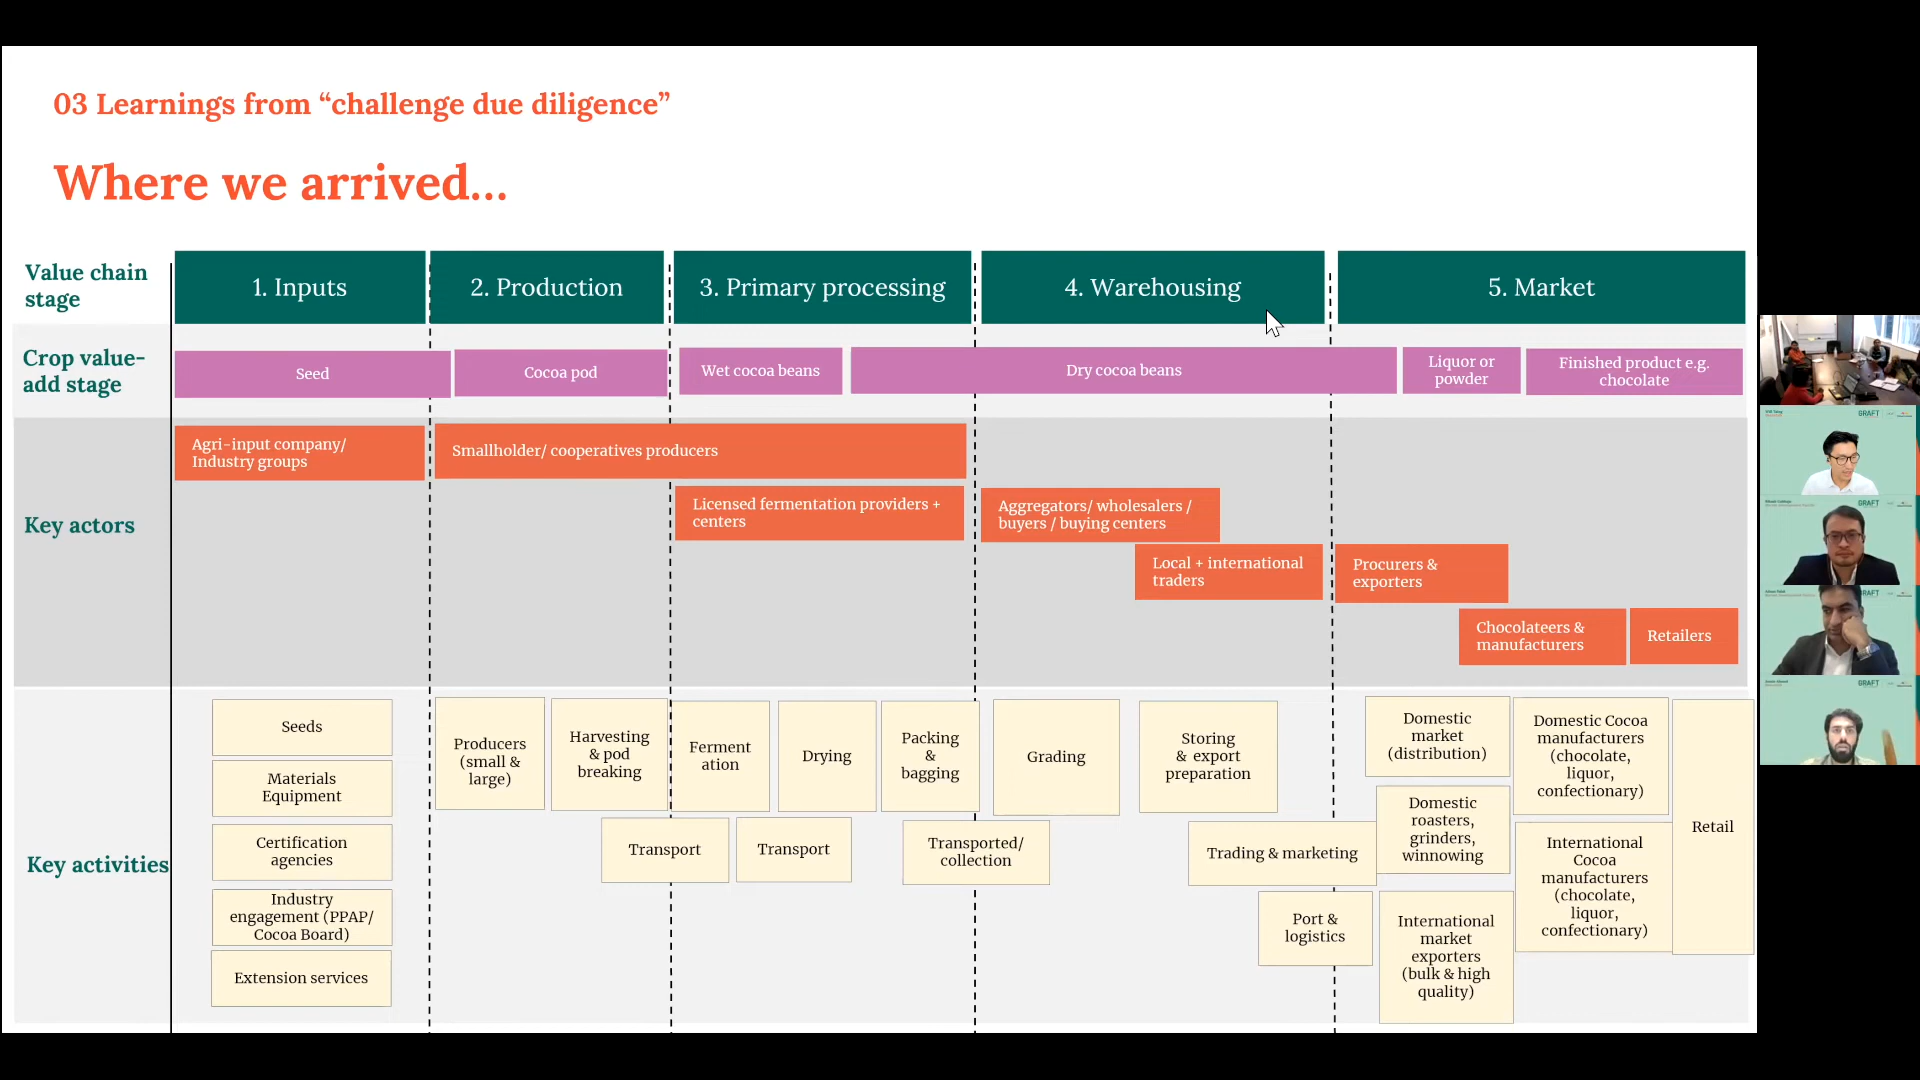 03 Learnings from “challenge due diligence”
Where we arrived...
Value chain
stage
1. Inputs
2. Production
3. Primary processing
4. Warehousing
5. Market
Crop value-
add stage
Seed
Cocoa pod
Wet cocoa beans
Dry cocoa beans
Liquor or
powder
Finished product e.g.
chocolate
Key actors
Agri-input company/
Industry groups
Smallholder/ cooperatives producers
Licensed fermentation providers +
centers
Aggregators/ wholesalers /
buyers / buying centers
Local + international
traders
Procurers &
exporters
Chocolateers &
manufacturers
Retailers
Key activities
Seeds
Materials
Equipment
Certification
agencies
Industry
engagement (PPAP/
Cocoa Board)
Extension services
Producers
(small &
large)
Harvesting
& pod
breaking
Transport
Ferment
ation
Drying
Packing
&
bagging
Transport
Transported/
collection
Grading
Storing
& export
preparation
Trading & marketing
Port &
logistics
Domestic
market
(distribution)
Domestic
roasters,
grinders,
winnowing
International
market
exporters
(bulk & high
quality)
Domestic Cocoa
manufacturers
(chocolate,
liquor,
confectionary)
International
Cocoa
manufacturers
(chocolate,
liquor,
confectionary)
Retail
GRAFT
GRAFT
GRAFT
GRAFT